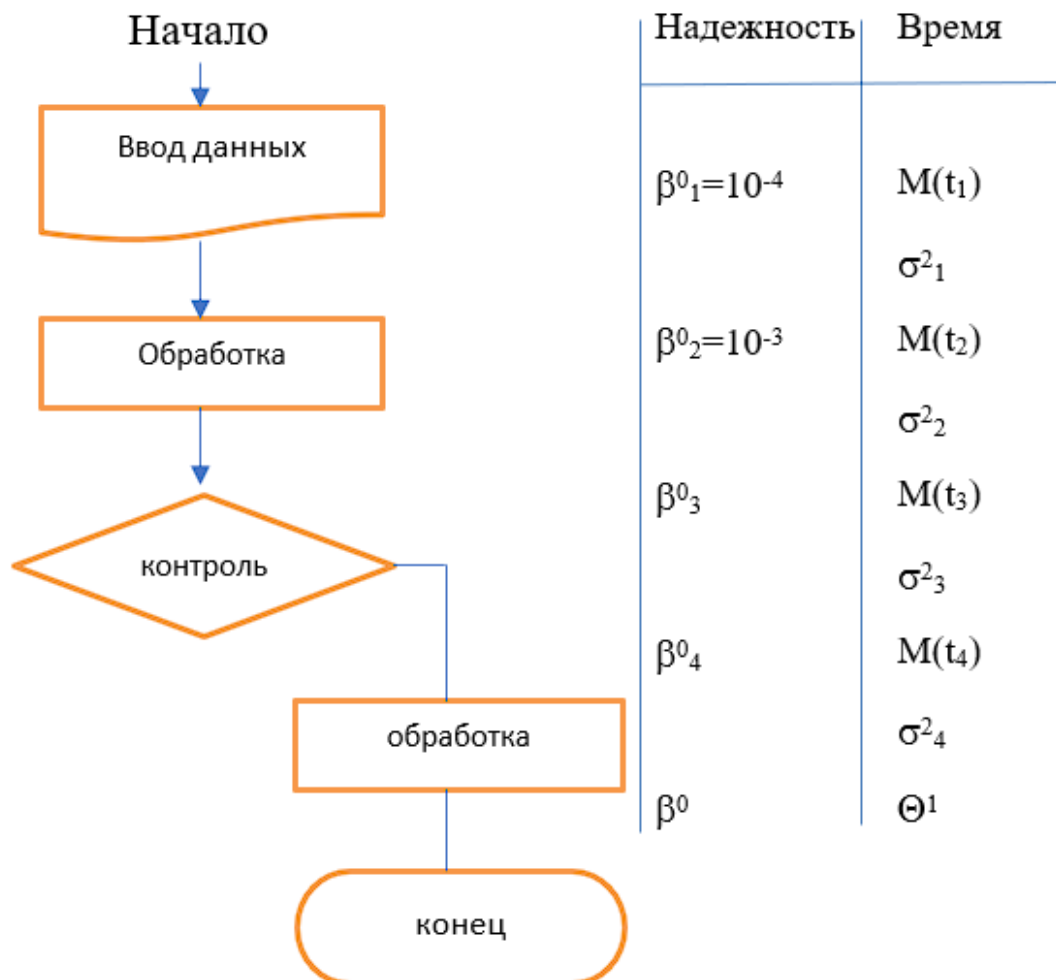 Начало
Надежность Время
Ввод данных
β⁰₁=10⁻⁴ M(t₁)
σ²₁
Обработка
β⁰₂=10⁻³ M(t₂)
σ²₂
контроль
β⁰₃ M(t₃)
σ²₃
β⁰₄ M(t₄)
обработка
σ²₄
β⁰ Θ¹
конец